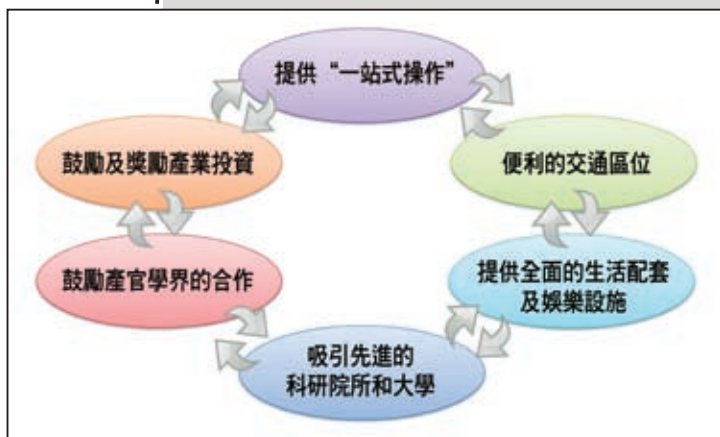 提供“一站式操作”
便利的交通區位
提供全面的生活配套
及娛樂設施
吸引先進的
科研院所和大學
鼓勵產官學界的合作
鼓勵及獎勵產業投資